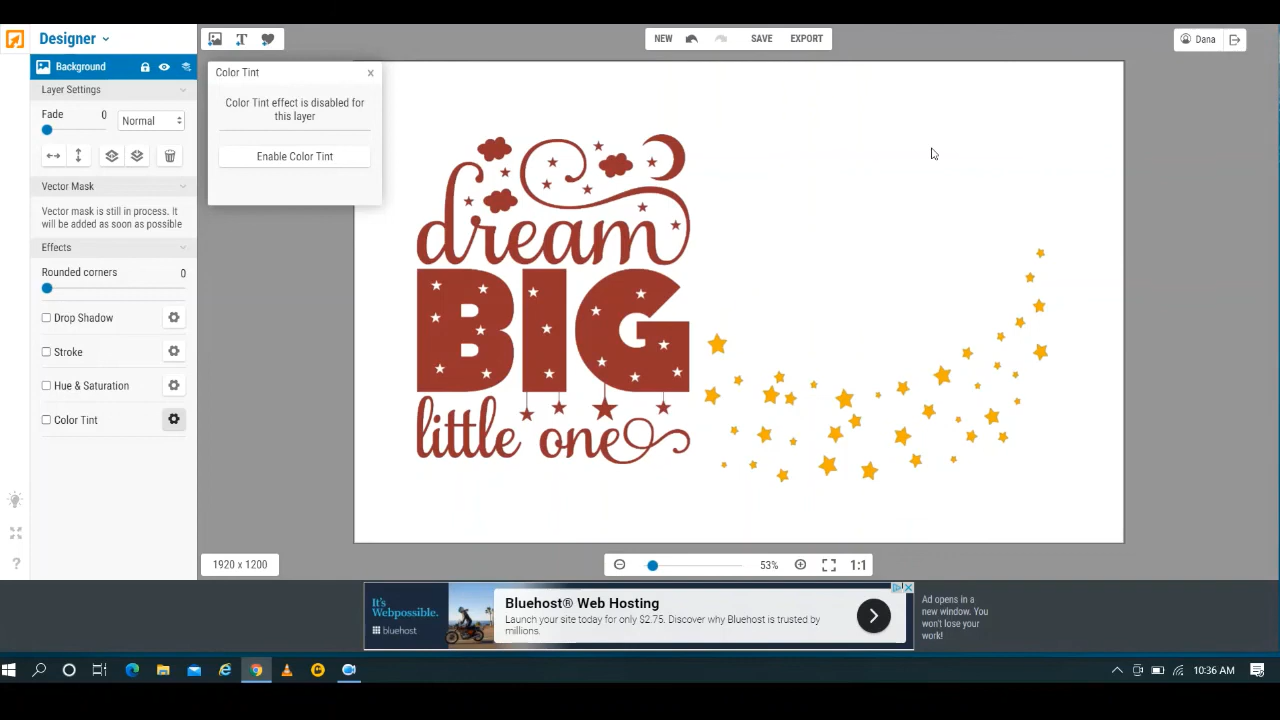 Designer
NEW
SAVE
EXPORT
Dana
Background
Layer Settings
Fade 0 Normal
Vector Mask
Vector mask is still in process. It
will be added as soon as possible
Effects
Rounded corners 0
Drop Shadow
Stroke
Hue & Saturation
Color Tint
?
Color Tint x
Color Tint effect is disabled for
this layer
Enable Color Tint
dream
BIG
little one
1920 x 1200
53%
1:1
It's
Webpossible.
bluehost
Bluehost® Web Hosting
Launch your site today for only $2.75. Discover why Bluehost is trusted by
millions.
Ad opens in a
new window. You
won't lose your
work!
10:36 AM